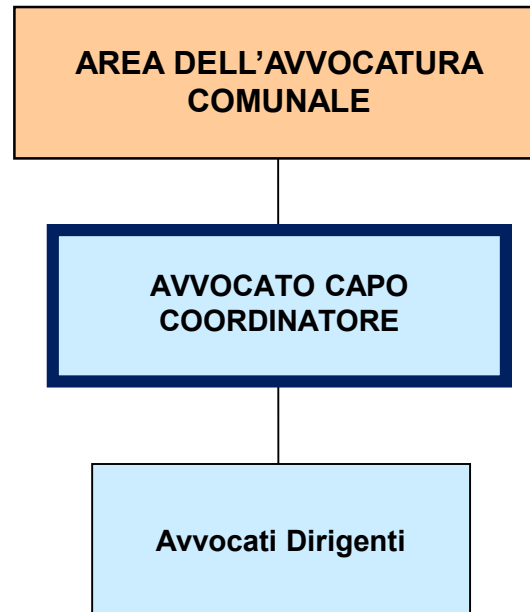 AREA DELL’AVVOCATURA
COMUNALE
AVVOCATO CAPO
COORDINATORE
Avvocati Dirigenti